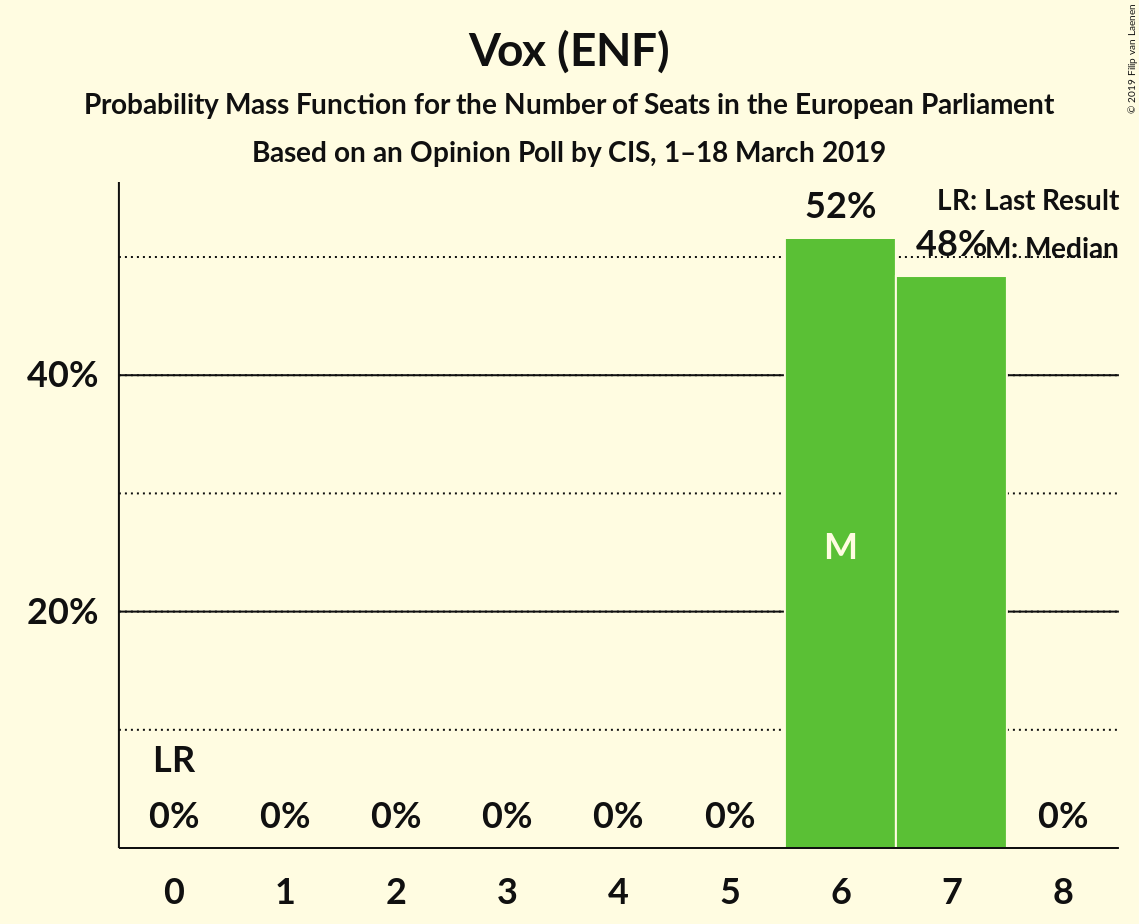 Vox (ENF)
Probability Mass Function for the Number of Seats in the European Parliament
Based on an Opinion Poll by CIS, 1–18 March 2019
© 2019 Filip van Laenen
LR: Last Result
M: Median
52%
48%
40%
20%
M
LR
0% 0% 0% 0% 0% 0% 0%
0 1 2 3 4 5 6 7 8